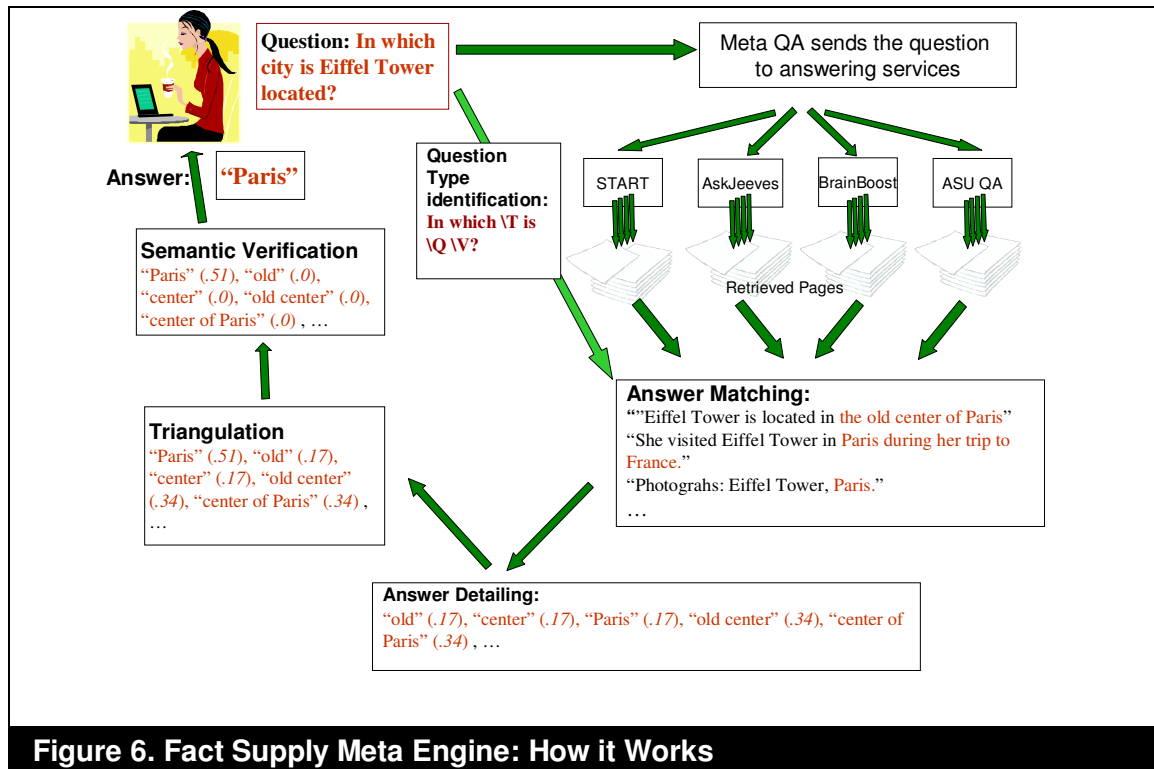 Question: In which
city is Eiffel Tower
located?
Meta QA sends the question
to answering services
Question
Type
identification:
In which \T is
\Q \V?
START
AskJeeves
BrainBoost
ASU QA
Retrieved Pages
Answer:
“Paris”
Semantic Verification
“Paris” (.51), “old” (.0),
“center” (.0), “old center” (.0),
“center of Paris” (.0) , …
Triangulation
“Paris” (.51), “old” (.17),
“center” (.17), “old center”
(.34), “center of Paris” (.34) ,
…
Answer Matching:
“”Eiffel Tower is located in the old center of Paris”
“She visited Eiffel Tower in Paris during her trip to
France.”
“Photograhs: Eiffel Tower, Paris.”
…
Answer Detailing:
“old” (.17), “center” (.17), “Paris” (.17), “old center” (.34), “center of
Paris” (.34) , …
Figure 6. Fact Supply Meta Engine: How it Works